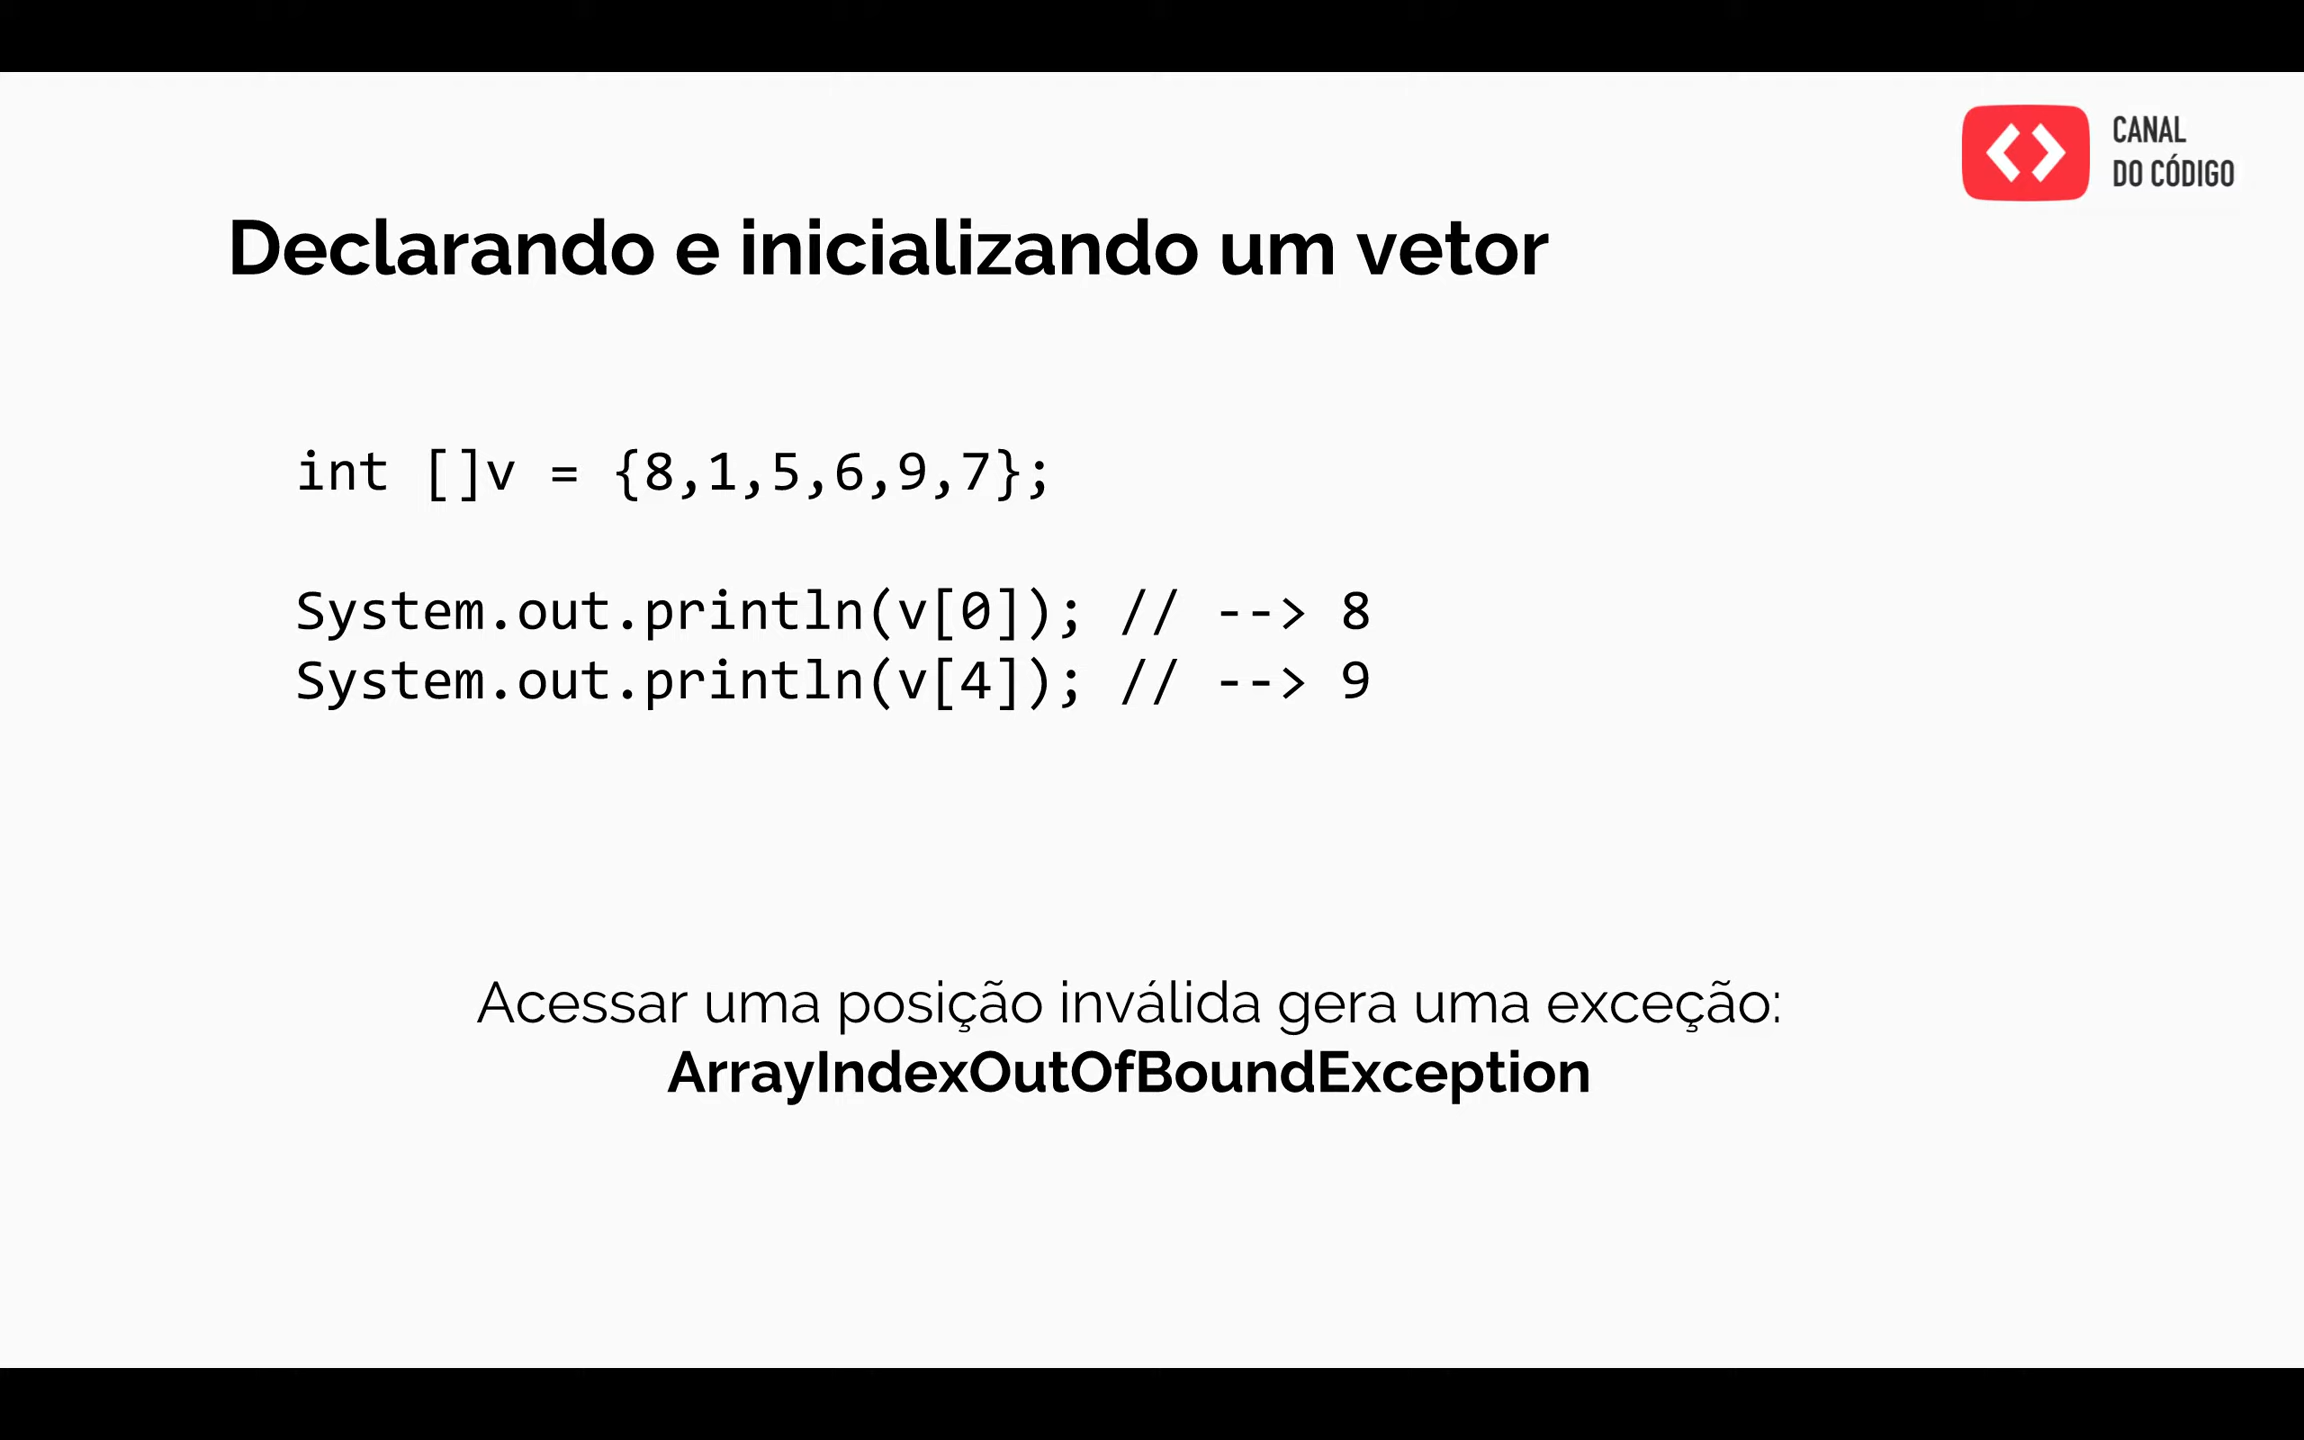 CANAL
DO CÓDIGO
Declarando e inicializando um vetor
int []v = {8,1,5,6,9,7};
System.out.println(v[0]); // --> 8
System.out.println(v[4]); // --> 9
Acessar uma posição inválida gera uma exceção:
ArrayIndexOutOfBoundException